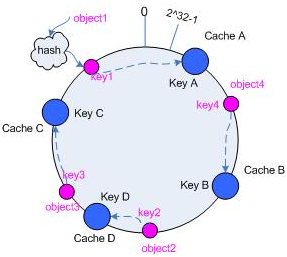 object1
0
2^32-1
hash
Cache A
key1
Key A
object4
key4
Key C
Cache C
Cache B
Key B
key3
object3
Key D
key2
Cache D
object2